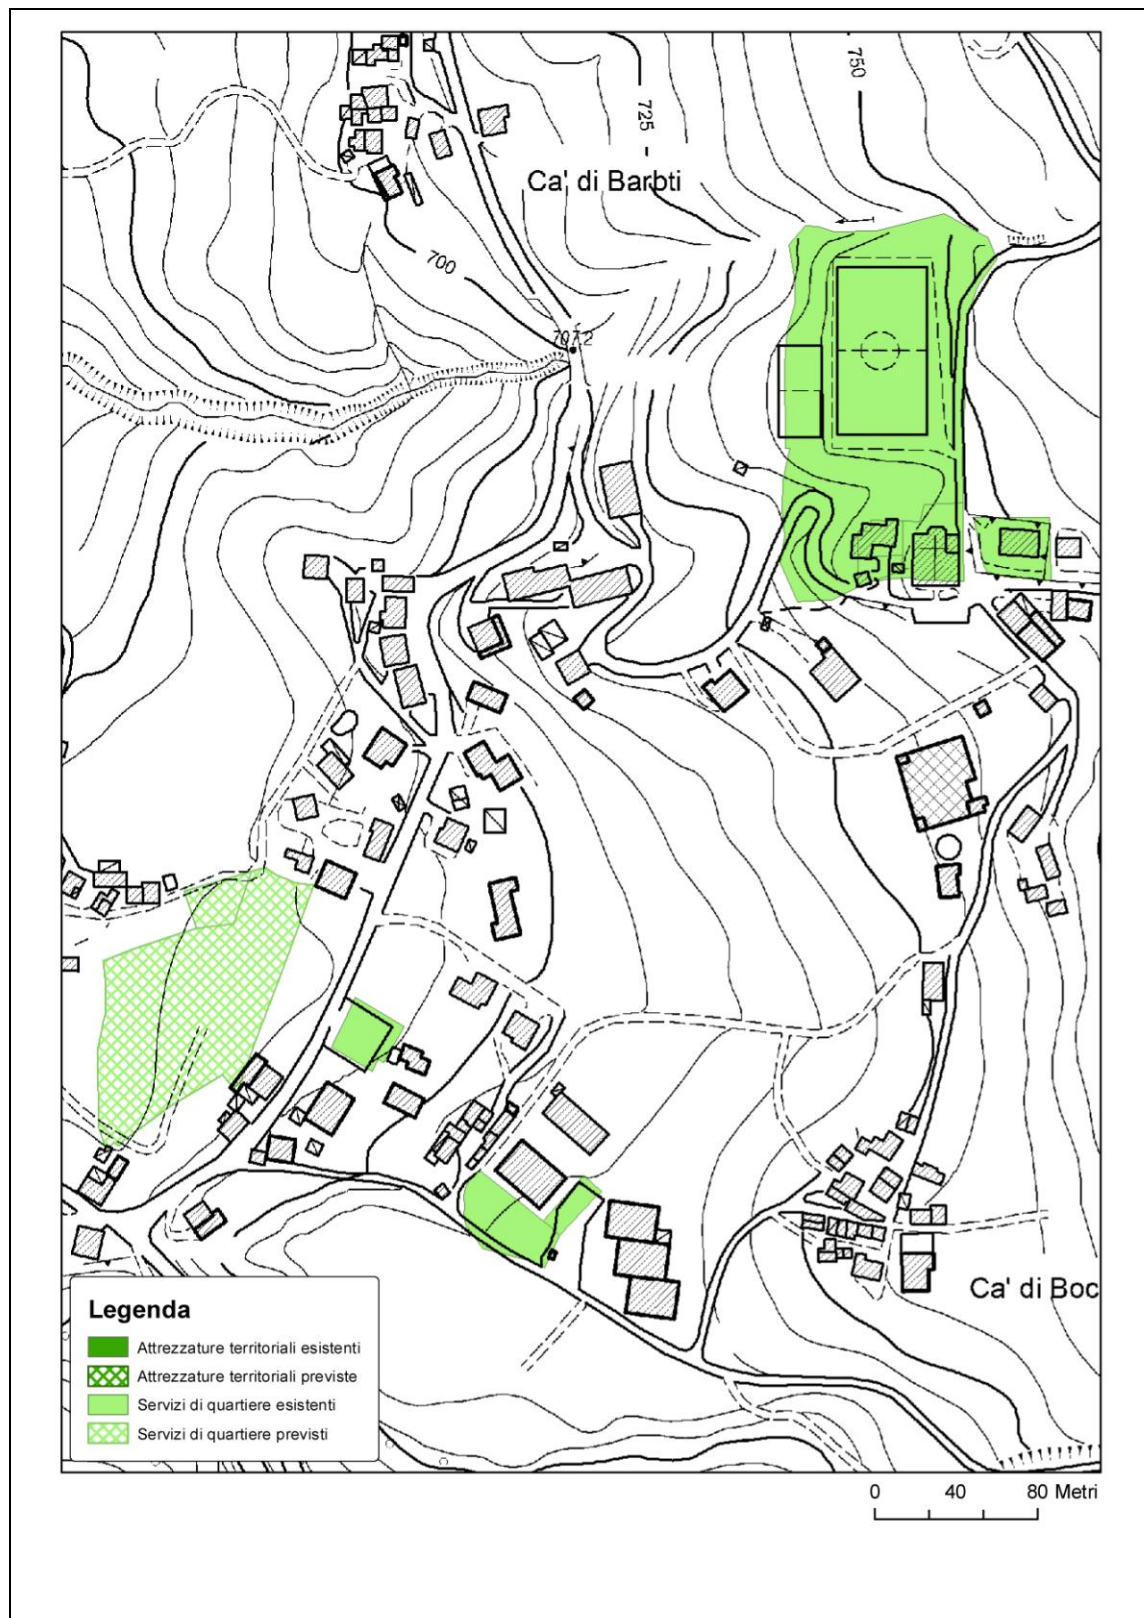 750
725 -
Ca' di Barbti
700
707.2
Ca' di Boc
Legenda
Attrezzature territoriali esistenti
Attrezzature territoriali previste
Servizi di quartiere esistenti
Servizi di quartiere previsti
0 40 80 Metri